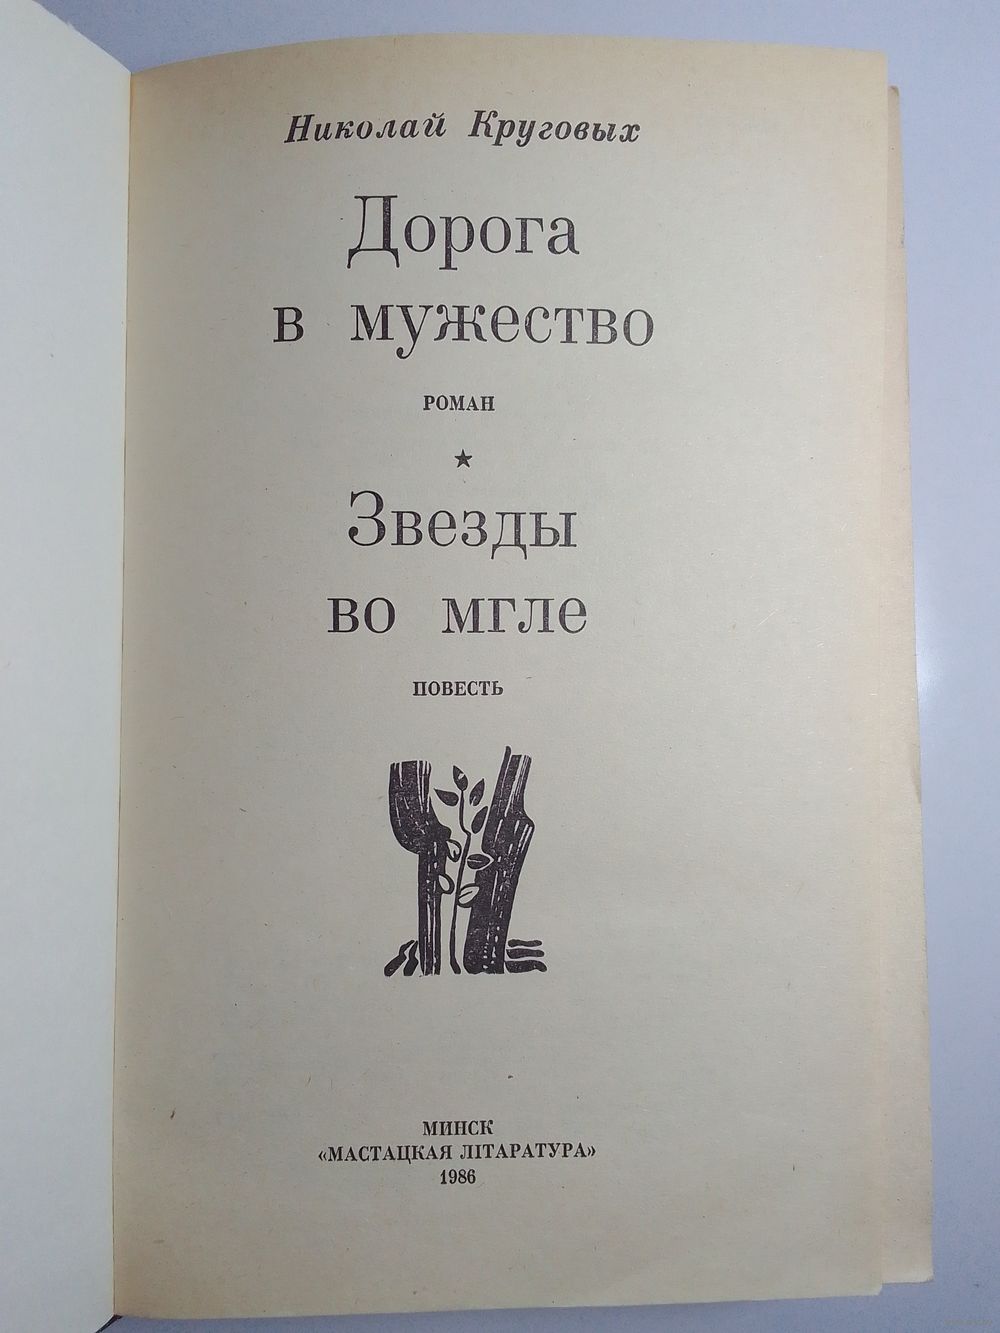 Николай Круговых
Дорога
в мужество
РОМАН
★
Звезды
во мгле
ПОВЕСТЬ
МИНСК
«МАСТАЦКАЯ ЛІТАРАТУРА»
1986